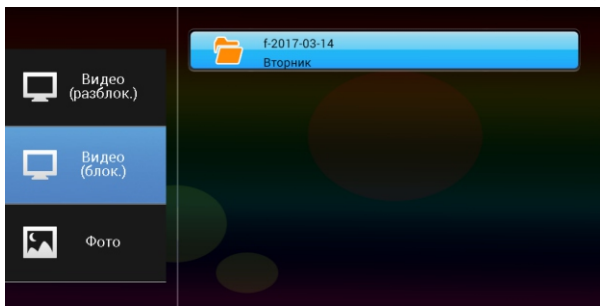 Видео
(разблок.)
Видео
(блок.)
Фото
f-2017-03-14
Вторник